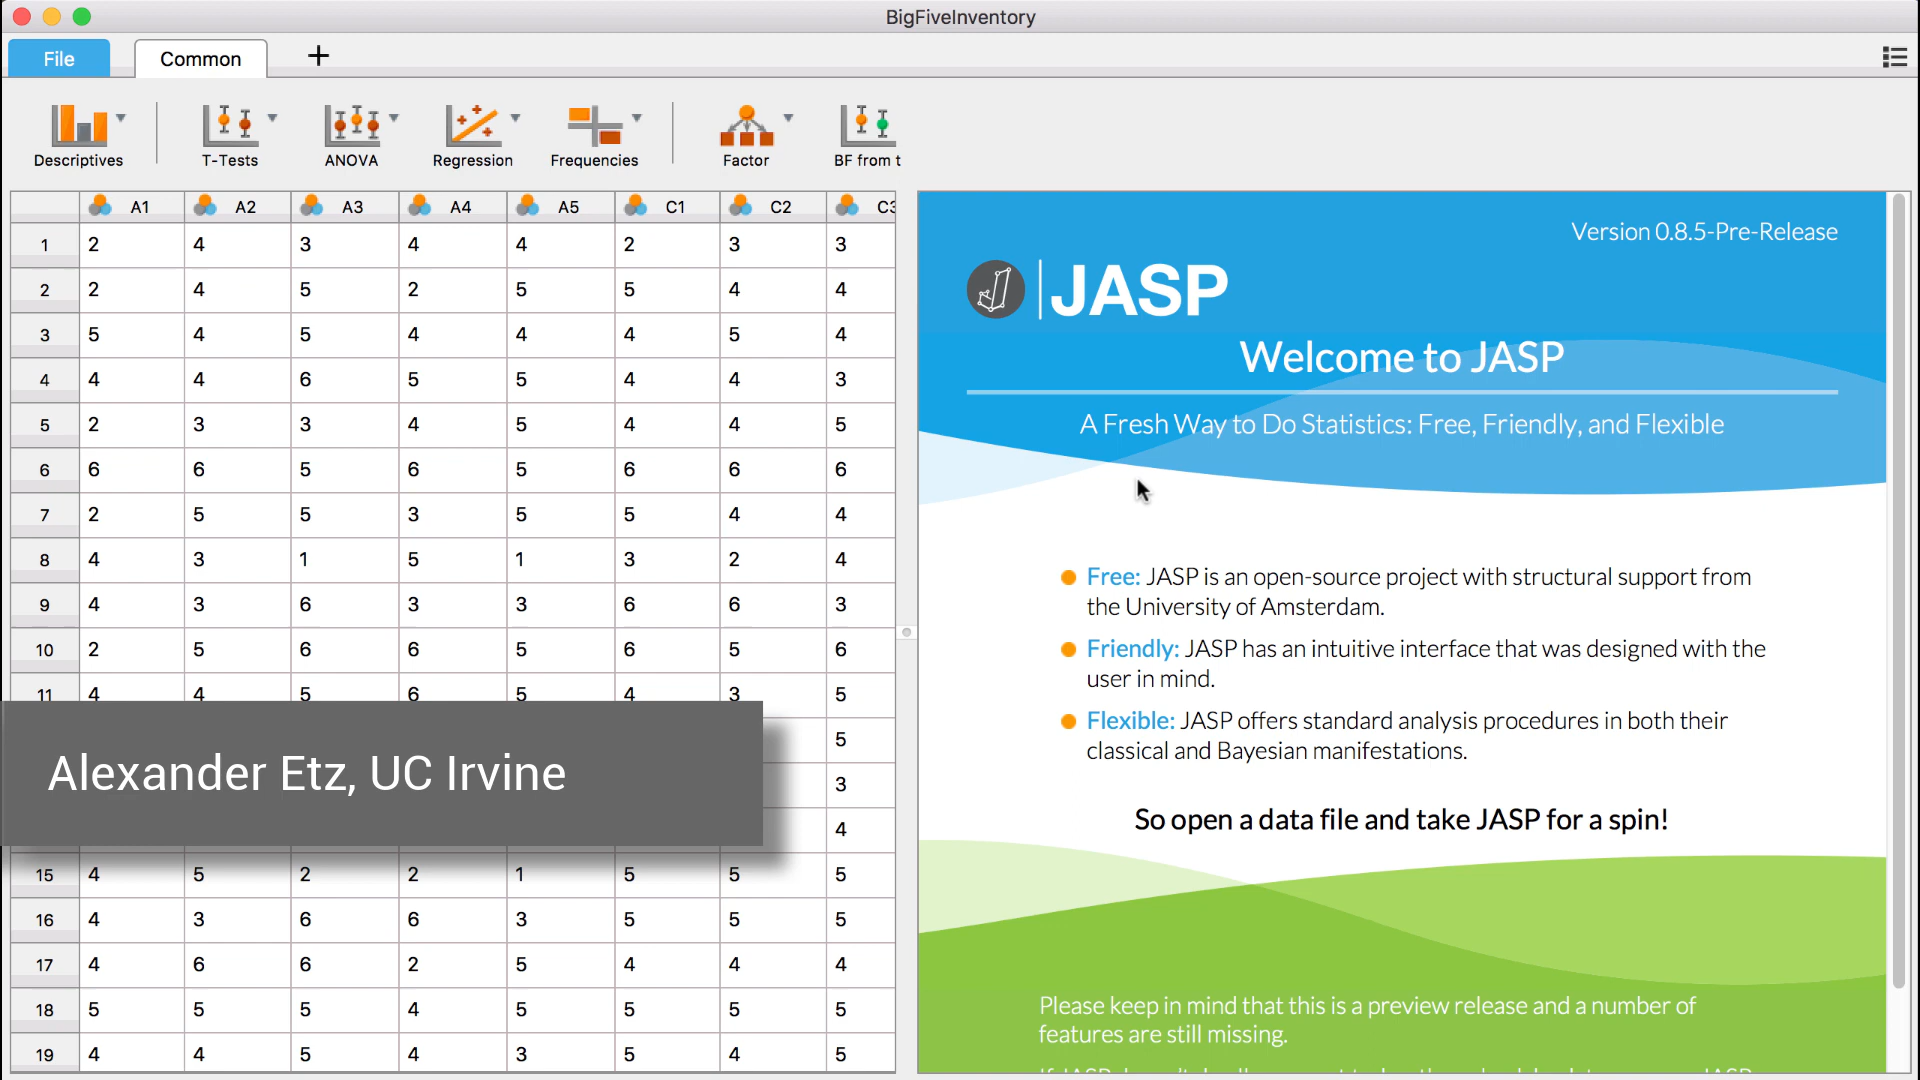 BigFiveInventory
File
Common
+
Descriptives
T-Tests
ANOVA
Regression
Frequencies
Factor
BF from t
A1 A2 A3 A4 A5 C1 C2 C3
1 2 4 3 4 4 2 3 3
2 2 4 5 2 5 5 4 4
3 5 4 5 4 4 4 5 4
4 4 4 6 5 5 4 4 3
5 2 3 3 4 5 4 4 5
6 6 6 5 6 5 6 6 6
7 2 5 5 3 5 5 4 4
8 4 3 1 5 1 3 2 4
9 4 3 6 3 3 6 6 3
10 2 5 6 6 5 6 5 6
11 4 4 5 6 5 4 3 5
5
3
4
15 4 5 2 2 1 5 5 5
16 4 3 6 6 3 5 5 5
17 4 6 6 2 5 4 4 4
18 5 5 5 4 5 5 5 5
19 4 4 5 4 3 5 4 5
Alexander Etz, UC Irvine
Version 0.8.5-Pre-Release
JASP
Welcome to JASP
A Fresh Way to Do Statistics: Free, Friendly, and Flexible
Free: JASP is an open-source project with structural support from
the University of Amsterdam.
Friendly: JASP has an intuitive interface that was designed with the
user in mind.
Flexible: JASP offers standard analysis procedures in both their
classical and Bayesian manifestations.
So open a data file and take JASP for a spin!
Please keep in mind that this is a preview release and a number of
features are still missing.